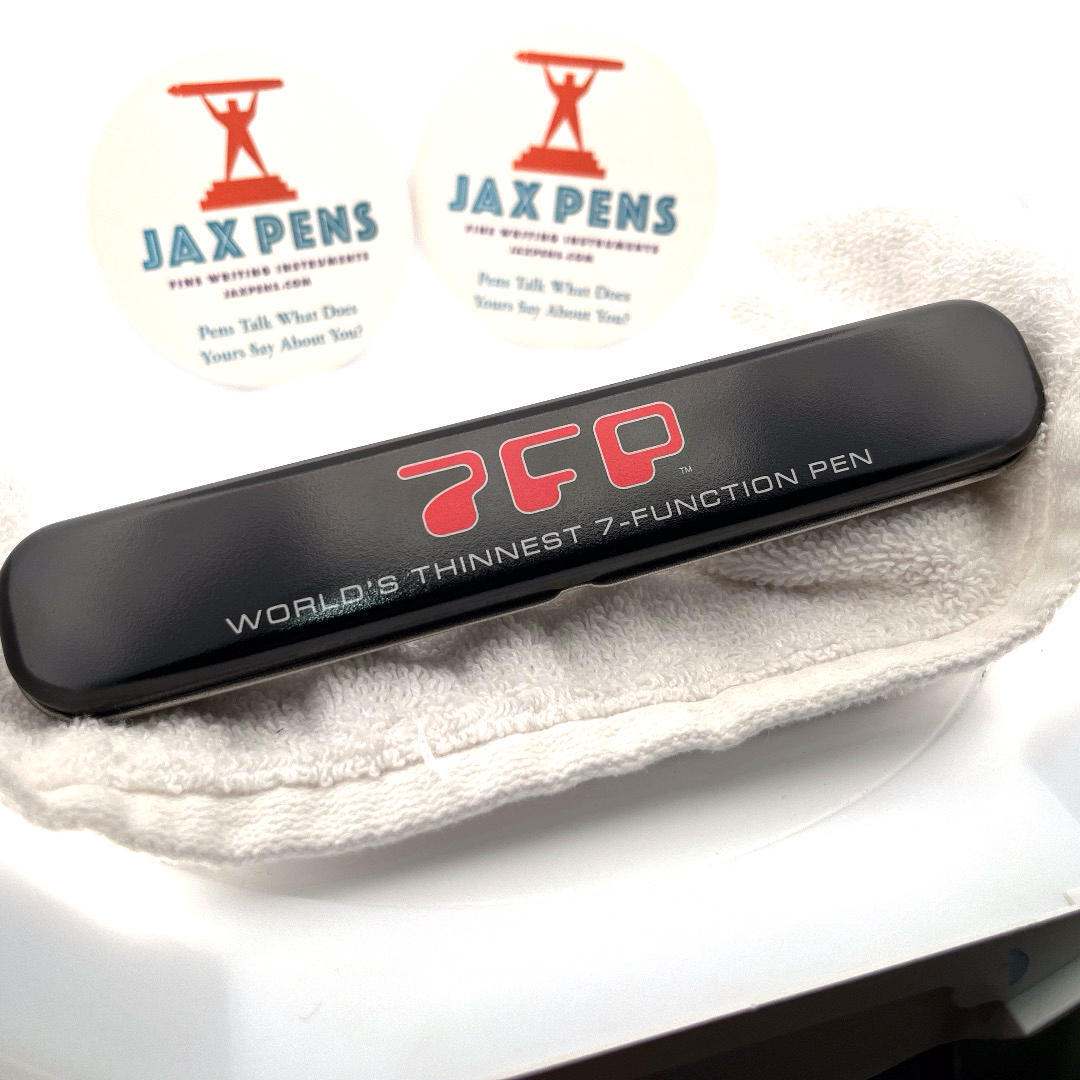 JAX PENS
FINE WRITING INSTRUMENTS
JAXPENS.COM
Pens Talk What Does
Yours Say About You?
JAX PENS
FINE WRITING INSTRUMENTS
JAXPENS.COM
Pens Talk What Does
Yours Say About You?
7FP™
WORLD'S THINNEST 7-FUNCTION PEN